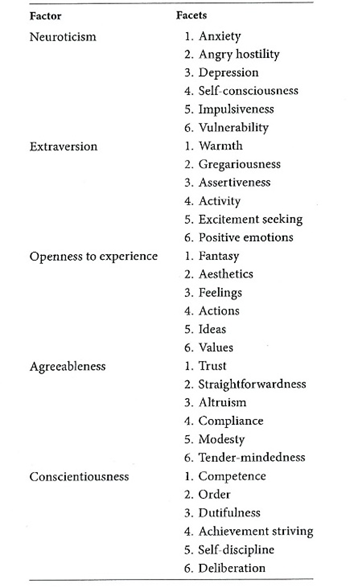 Factor Facets
Neuroticism 1. Anxiety
2. Angry hostility
3. Depression
4. Self-consciousness
5. Impulsiveness
6. Vulnerability
Extraversion 1. Warmth
2. Gregariousness
3. Assertiveness
4. Activity
5. Excitement seeking
6. Positive emotions
Openness to experience 1. Fantasy
2. Aesthetics
3. Feelings
4. Actions
5. Ideas
6. Values
Agreeableness 1. Trust
2. Straightforwardness
3. Altruism
4. Compliance
5. Modesty
6. Tender-mindedness
Conscientiousness 1. Competence
2. Order
3. Dutifulness
4. Achievement striving
5. Self-discipline
6. Deliberation